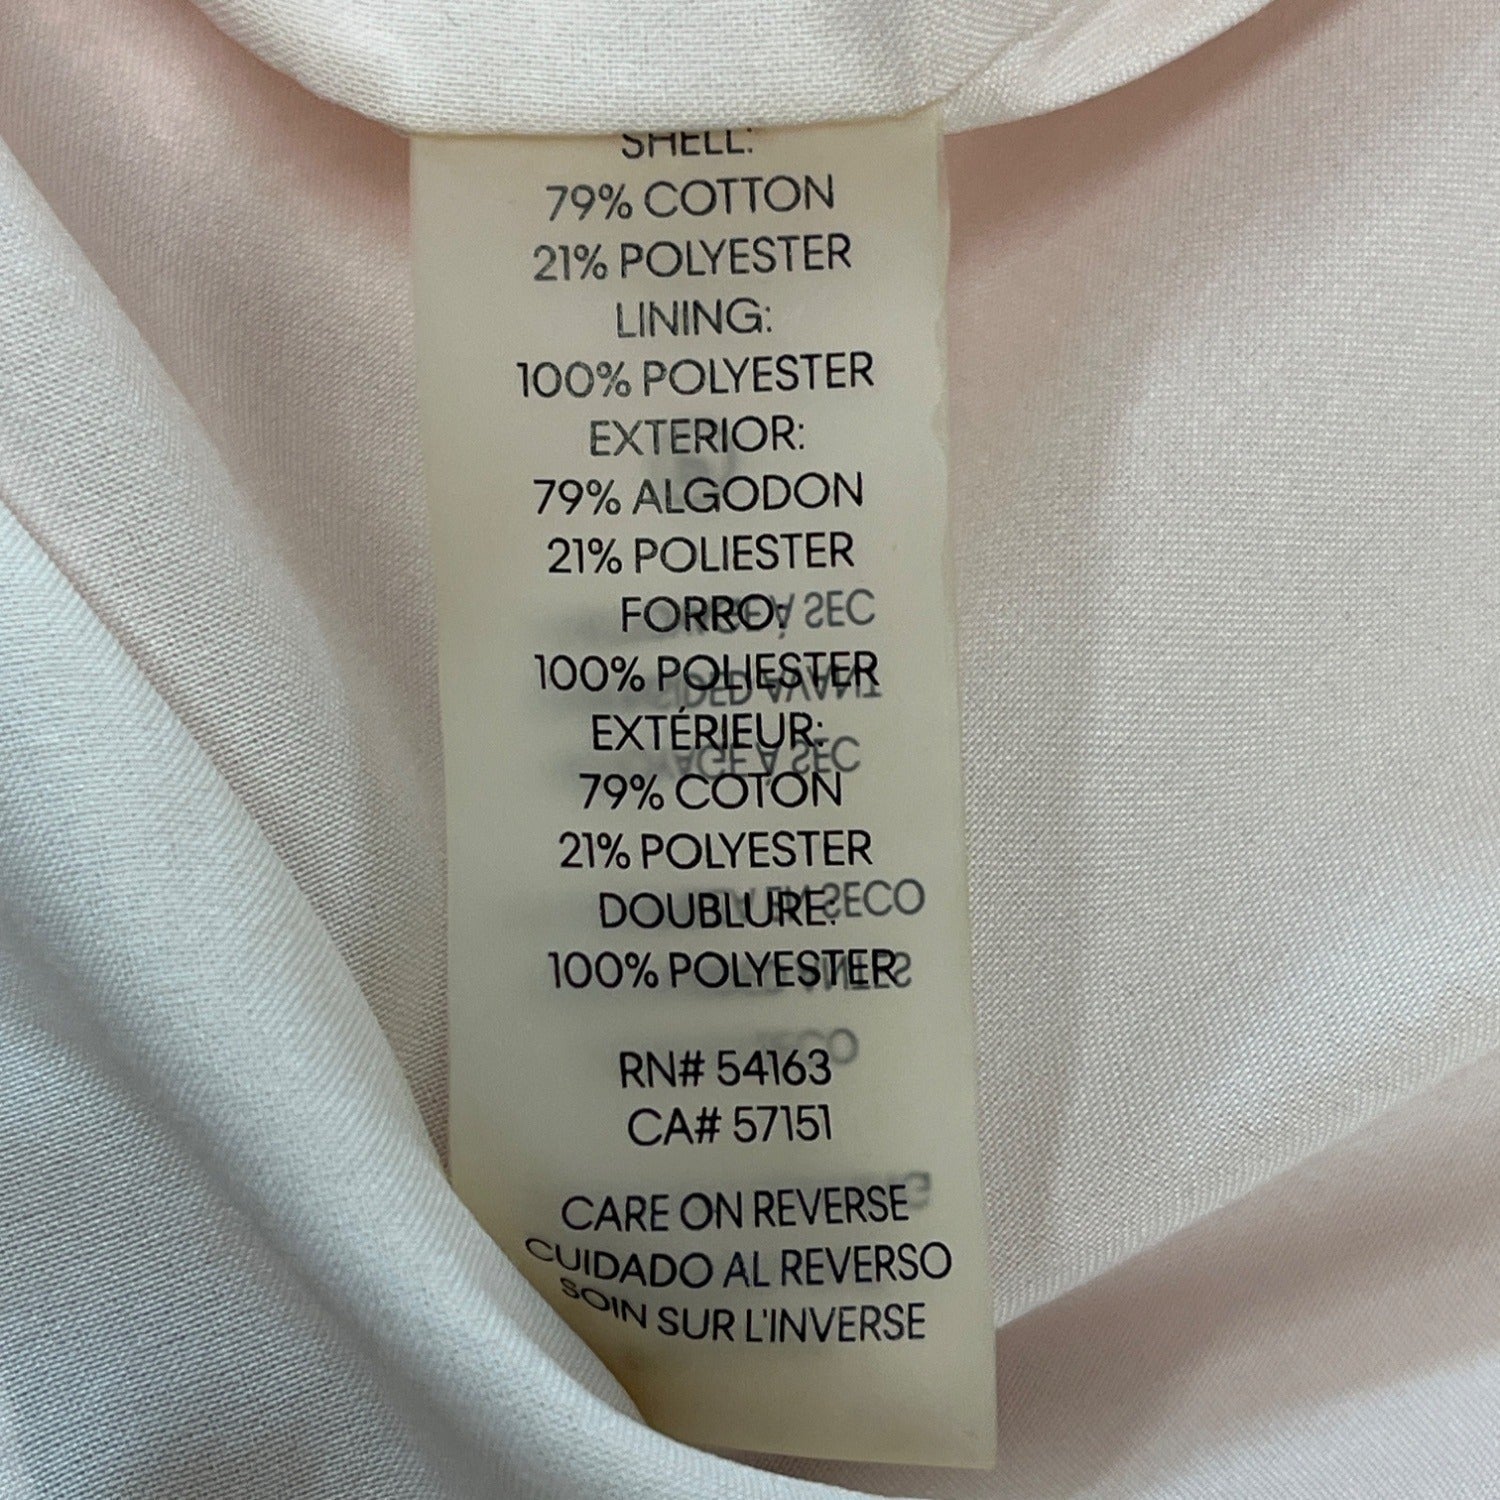 SHELL:
79% COTTON
21% POLYESTER
LINING:
100% POLYESTER
EXTERIOR:
79% ALGODON
21% POLIESTER
FORRO:
100% POLIESTER
EXTÉRIEUR:
79% COTON
21% POLYESTER
DOUBLURE:
100% POLYESTER
RN# 54163
CA# 57151
CARE ON REVERSE
CUIDADO AL REVERSO
SOIN SUR L'INVERSE